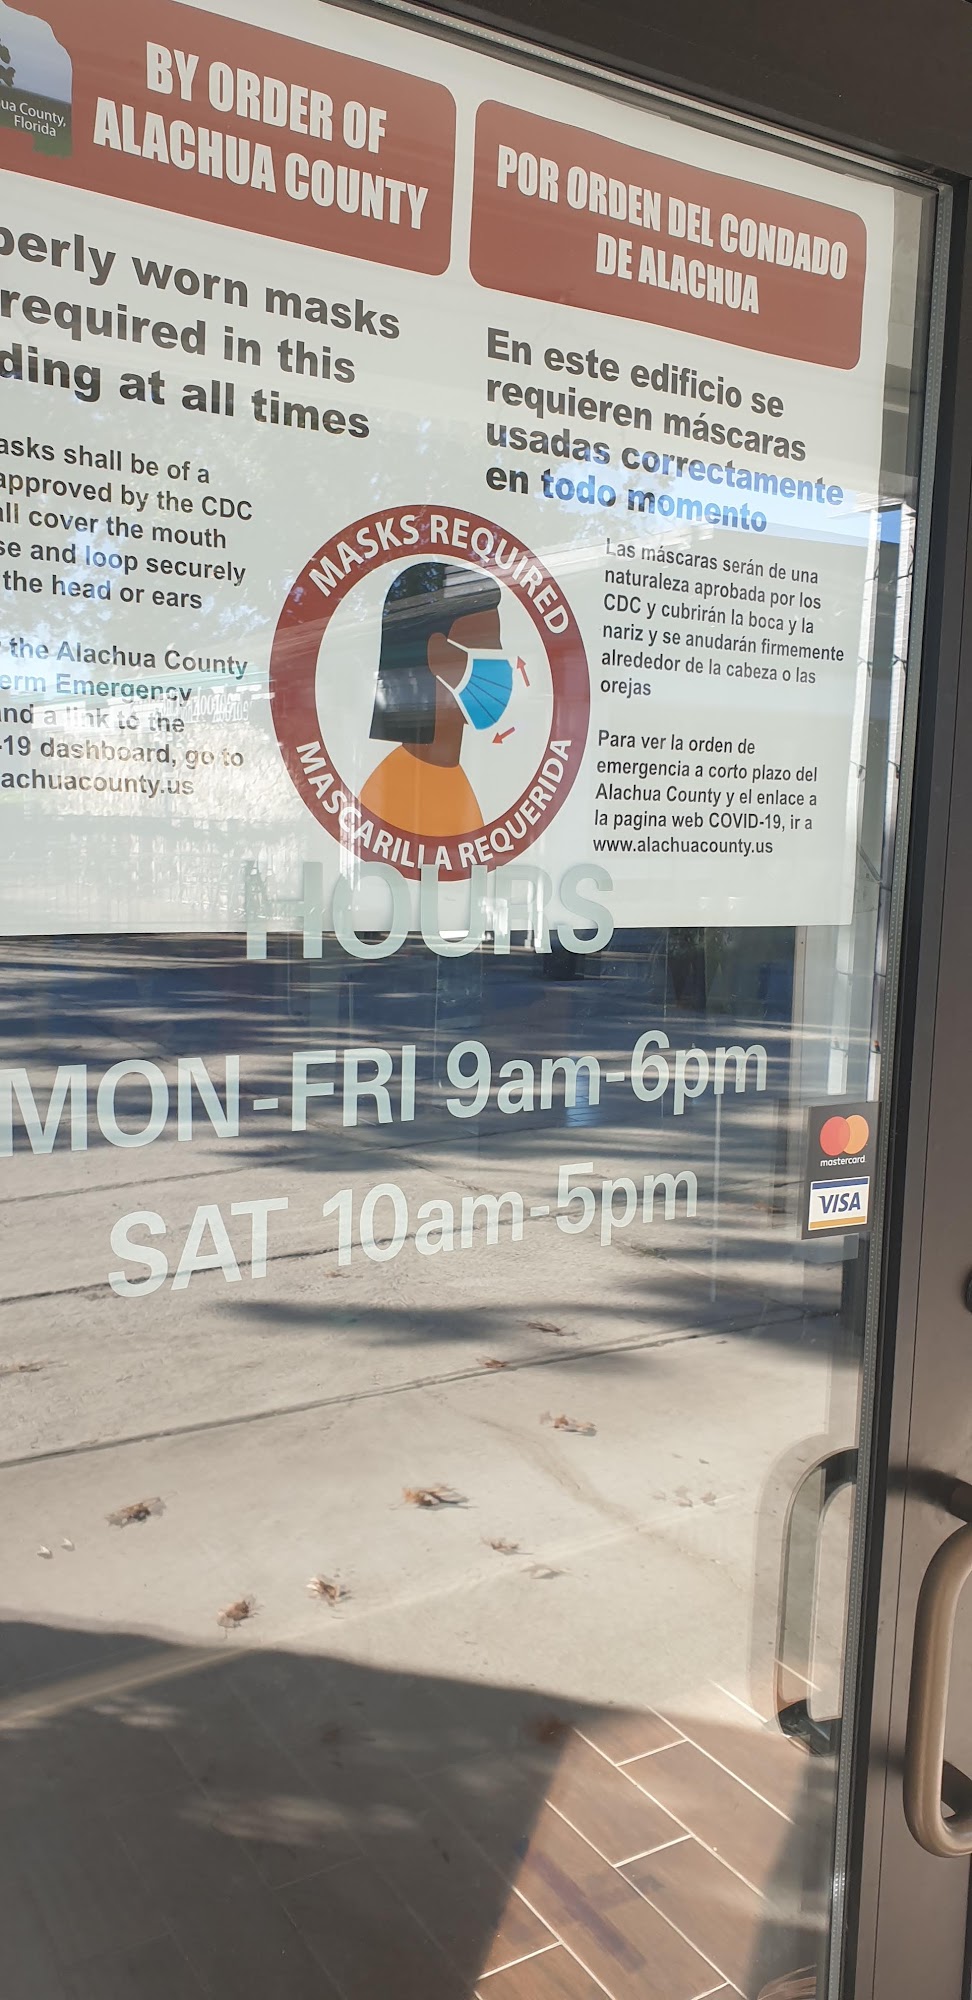 ua County,
Florida
BY ORDER OF
ALACHUA COUNTY
perly worn masks
required in this
ding at all times
asks shall be of a
approved by the CDC
all cover the mouth
se and loop securely
the head or ears
the Alachua County
erm Emergency
and a link to the
-19 dashboard, go to
lachuacounty.us
POR ORDEN DEL CONDADO
DE ALACHUA
En este edificio se
requieren máscaras
usadas correctamente
en todo momento
Las máscaras serán de una
naturaleza aprobada por los
CDC y cubrirán la boca y la
nariz y se anudarán firmemente
alrededor de la cabeza o las
orejas
Para ver la orden de
emergencia a corto plazo del
Alachua County y el enlace a
la pagina web COVID-19, ir a
www.alachuacounty.us
MASKS REQUIRED
MASCARILLA REQUERIDA
HOURS
MON-FRI 9am-6pm
SAT 10am-5pm
mastercard
VISA